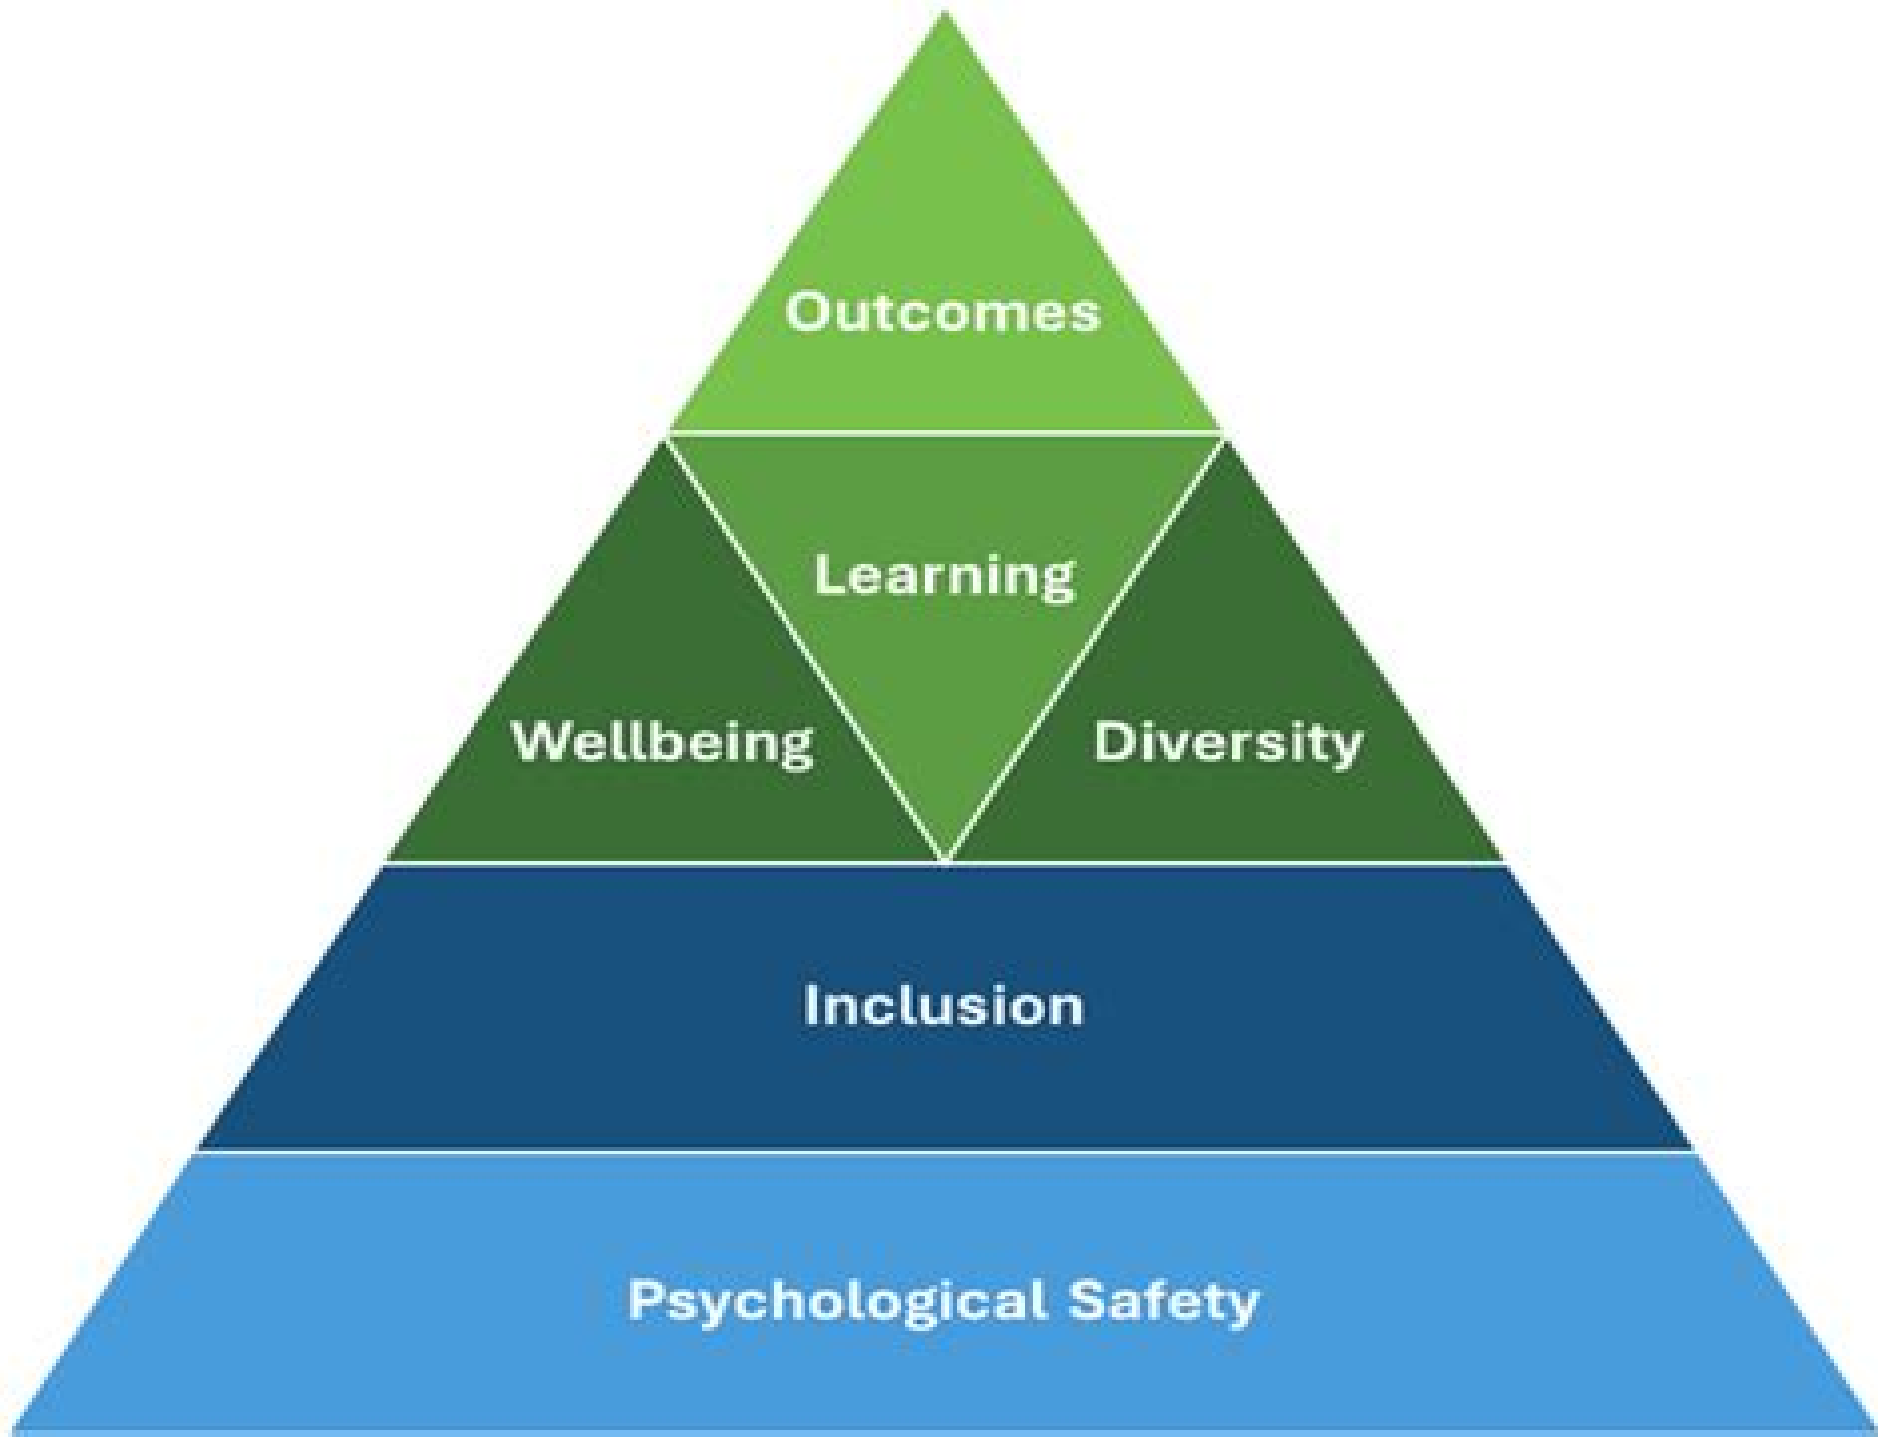 Outcomes
Learning
Wellbeing
Diversity
Inclusion
Psychological Safety